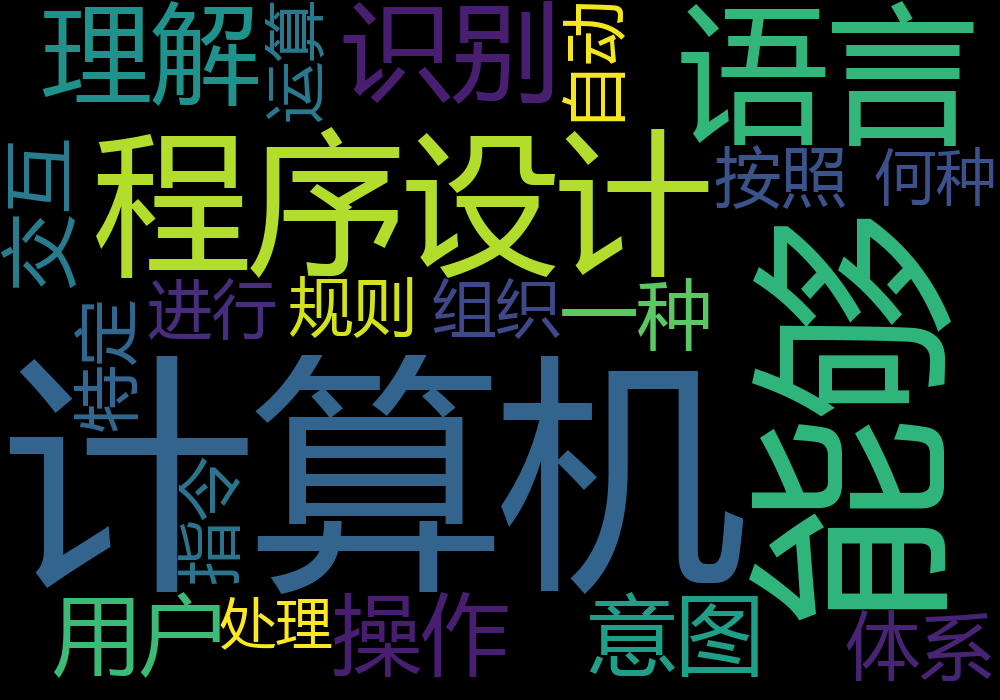 理解
运算
识别
自动
语言
交互
程序设计
按照
何种
能够
特定
进行
规则
组织
一种
计算机
指令
用户
处理
操作
意图
体系